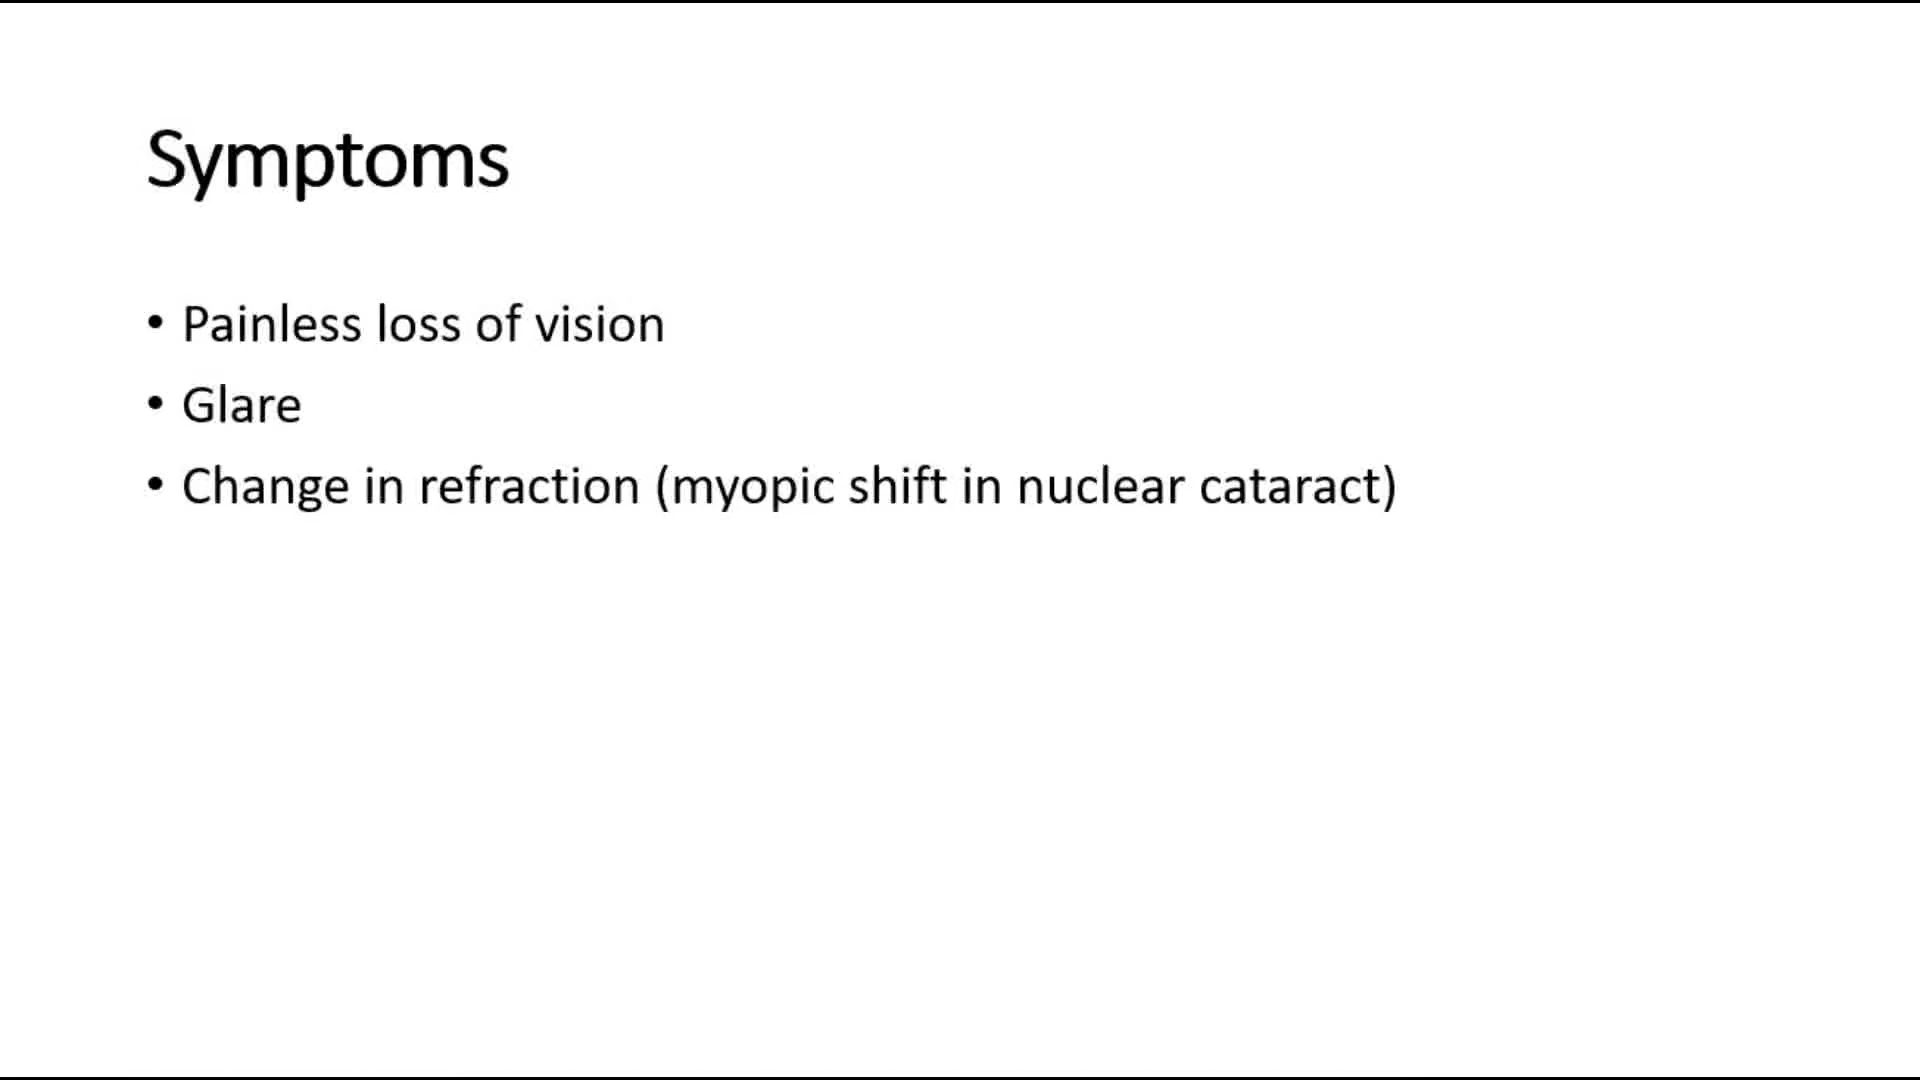 Symptoms
• Painless loss of vision
• Glare
• Change in refraction (myopic shift in nuclear cataract)